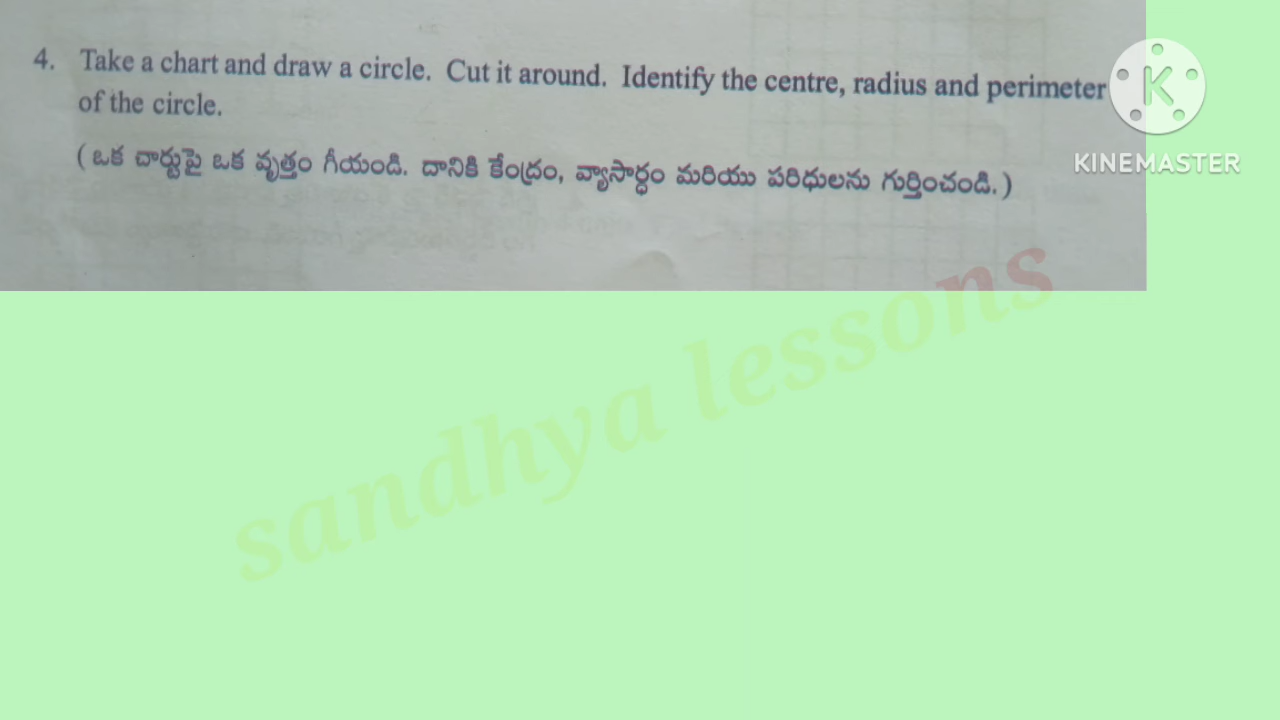 4. Take a chart and draw a circle. Cut it around. Identify the centre, radius and perimeter
of the circle.
( ఒక చార్టుపై ఒక వృత్తం గీయండి. దానికి కేంద్రం, వ్యాసార్ధం మరియు పరిధులను గుర్తించండి.)
K
KINEMASTER
sandhya lessons